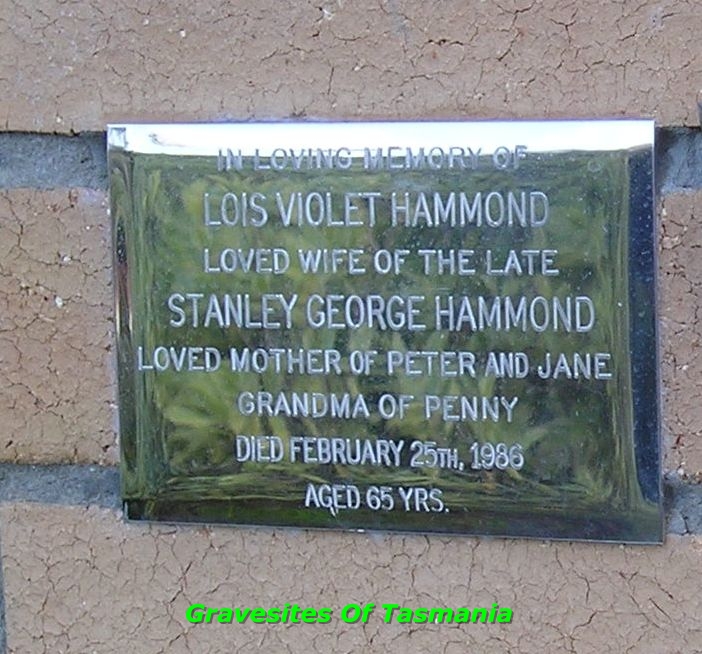 IN LOVING MEMORY OF
LOIS VIOLET HAMMOND
LOVED WIFE OF THE LATE
STANLEY GEORGE HAMMOND
LOVED MOTHER OF PETER AND JANE
GRANDMA OF PENNY
DIED FEBRUARY 25TH, 1986
AGED 65 YRS.
Gravesites Of Tasmania